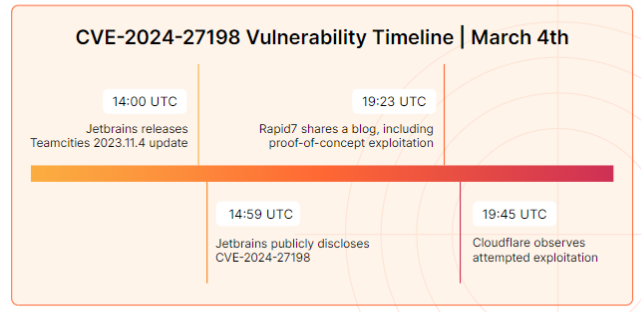 CVE-2024-27198 Vulnerability Timeline | March 4th
14:00 UTC
Jetbrains releases
Teamcities 2023.11.4 update
19:23 UTC
Rapid7 shares a blog, including
proof-of-concept exploitation
14:59 UTC
Jetbrains publicly discloses
CVE-2024-27198
19:45 UTC
Cloudflare observes
attempted exploitation